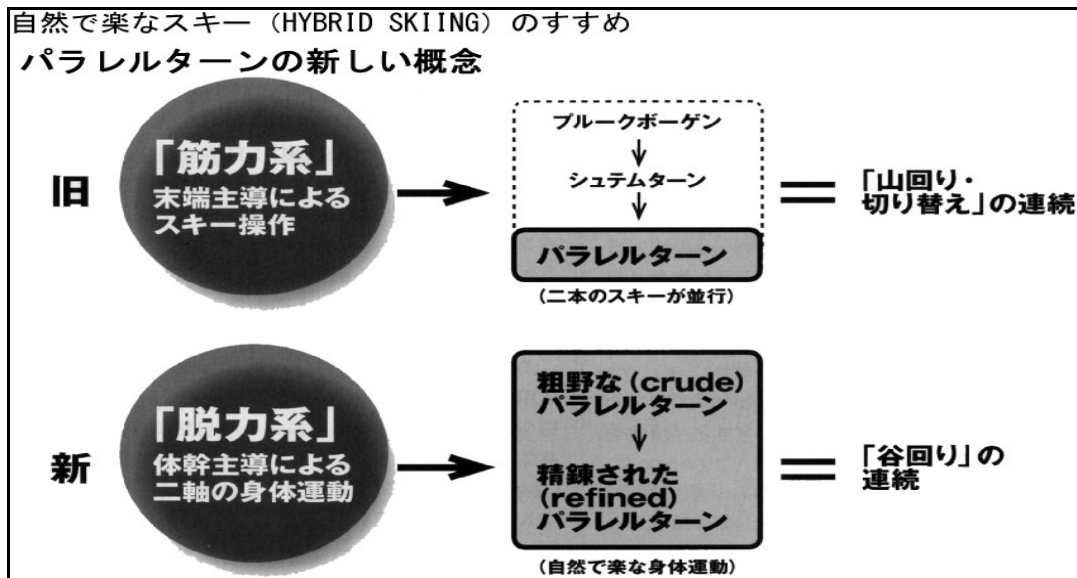 自然で楽なスキー(HYBRID SKIING)のすすめ
パラレルターンの新しい概念
旧
「筋力系」
末端主導による
スキー操作
プルークボーゲン
↓
シュテムターン
↓
パラレルターン
(二本のスキーが並行)
「山回り・
切り替え」の連続
新
「脱力系」
体幹主導による
二軸の身体運動
粗野な(crude)
パラレルターン
↓
精錬された
(refined)
パラレルターン
(自然で楽な身体運動)
「谷回り」の
連続